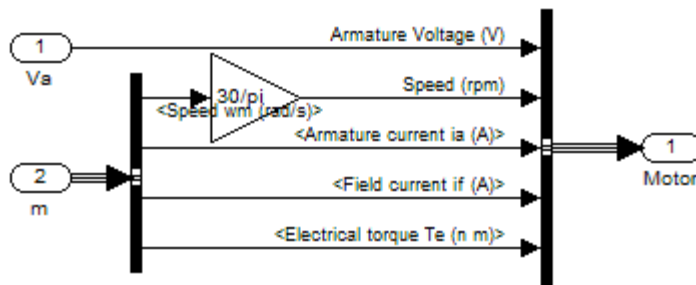 Armature Voltage (V)
1
Va
30/pi
Speed (rpm)
<Speed wm (rad/s)>
<Armature current ia (A)>
1
Motor
2
m
<Field current if (A)>
<Electrical torque Te (n m)>